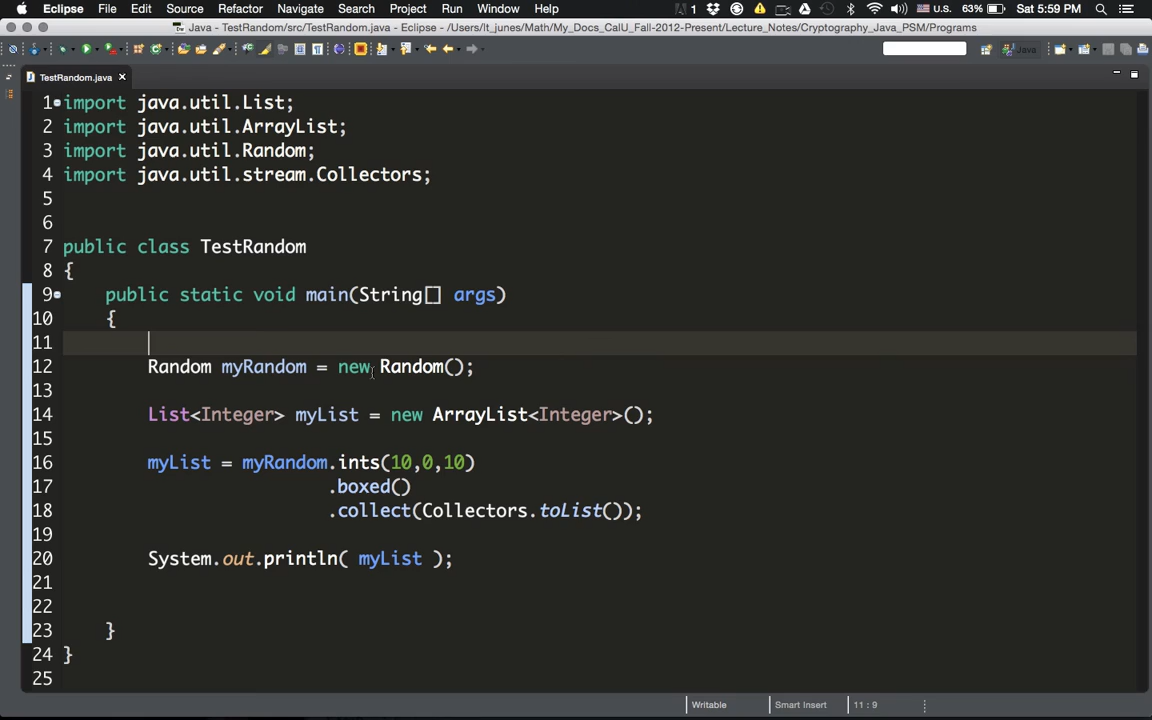 Eclipse File Edit Source Refactor Navigate Search Project Run Window Help 1 U.S. 63% Sat 5:59 PM
Java - TestRandom/src/TestRandom.java - Eclipse - /Users/lt_junes/Math/My_Docs_CalU_Fall-2012-Present/Lecture_Notes/Cryptography_Java_PSM/Programs
Java
TestRandom.java
1 import java.util.List;
2 import java.util.ArrayList;
3 import java.util.Random;
4 import java.util.stream.Collectors;
5
6
7 public class TestRandom
8 {
9 public static void main(String[] args)
10 {
11
12 Random myRandom = new Random();
13
14 List<Integer> myList = new ArrayList<Integer>();
15
16 myList = myRandom.ints(10,0,10)
17 .boxed()
18 .collect(Collectors.toList());
19
20 System.out.println( myList );
21
22
23 }
24 }
25
Writable Smart Insert 11 : 9